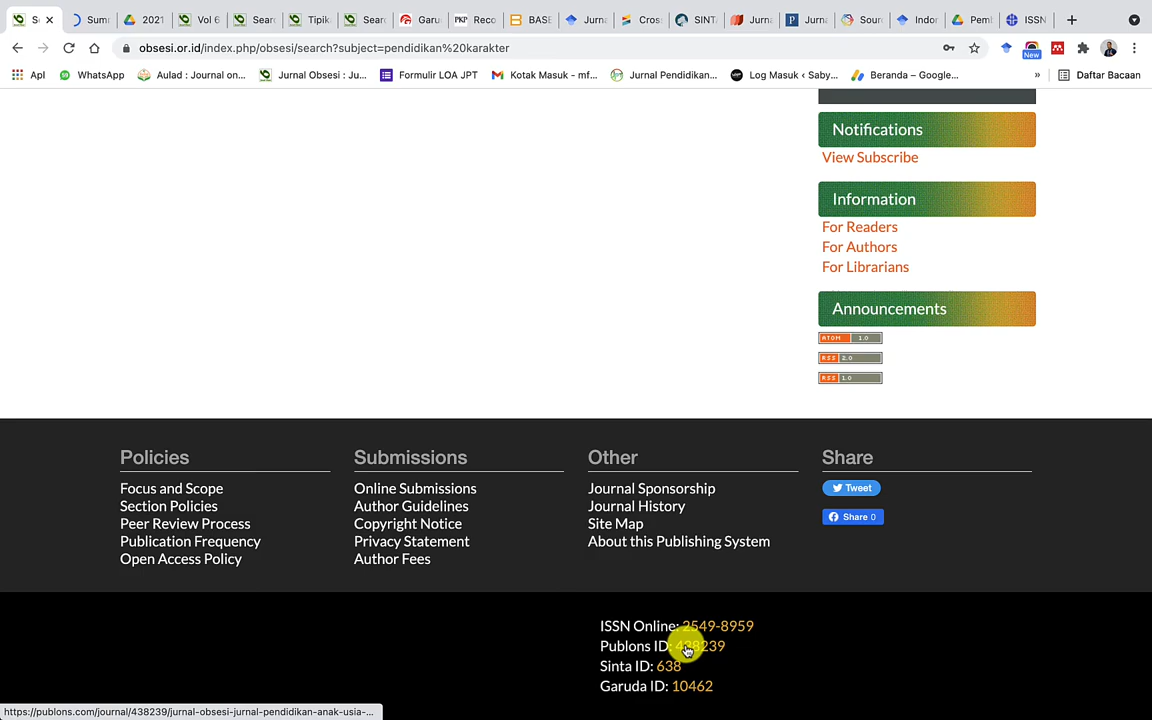 S
Sum
2021
Vol 6
Sear
Tipik
Sear
Garu
Reco
BASE
Jurna
Cross
SINT
Jurna
Jurna
Sour
Indor
Pem
ISSN
obsesi.or.id/index.php/obsesi/search?subject=pendidikan%20karakter
New
Apl
WhatsApp
Aulad : Journal on...
Jurnal Obsesi : Ju...
Formulir LOA JPT
Kotak Masuk - mf...
Jurnal Pendidikan...
Log Masuk ‹ Saby...
Beranda – Google...
»
Daftar Bacaan
Notifications
View Subscribe
Information
For Readers
For Authors
For Librarians
Announcements
ATOM 1.0
RSS 2.0
RSS 1.0
Policies
Focus and Scope
Section Policies
Peer Review Process
Publication Frequency
Open Access Policy
Submissions
Online Submissions
Author Guidelines
Copyright Notice
Privacy Statement
Author Fees
Other
Journal Sponsorship
Journal History
Site Map
About this Publishing System
Share
Tweet
Share 0
ISSN Online: 2549-8959
Publons ID: 438239
Sinta ID: 638
Garuda ID: 10462
https://publons.com/journal/438239/jurnal-obsesi-jurnal-pendidikan-anak-usia-...